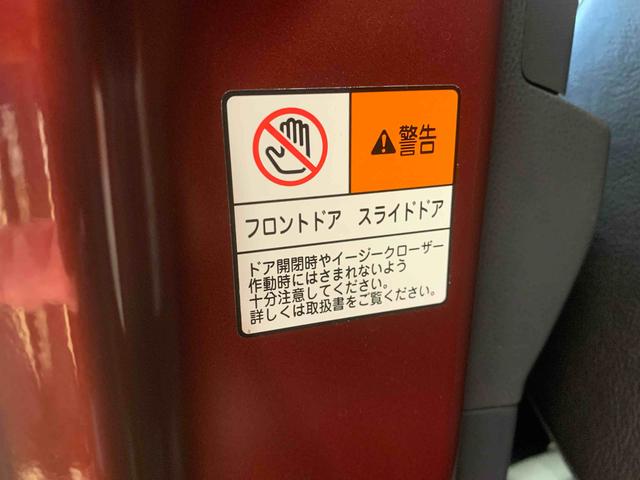 警告
フロントドア　スライドドア
ドア開閉時やイージークローザー
作動時にはさまれないよう
十分注意してください。
詳しくは取扱書をご覧ください。